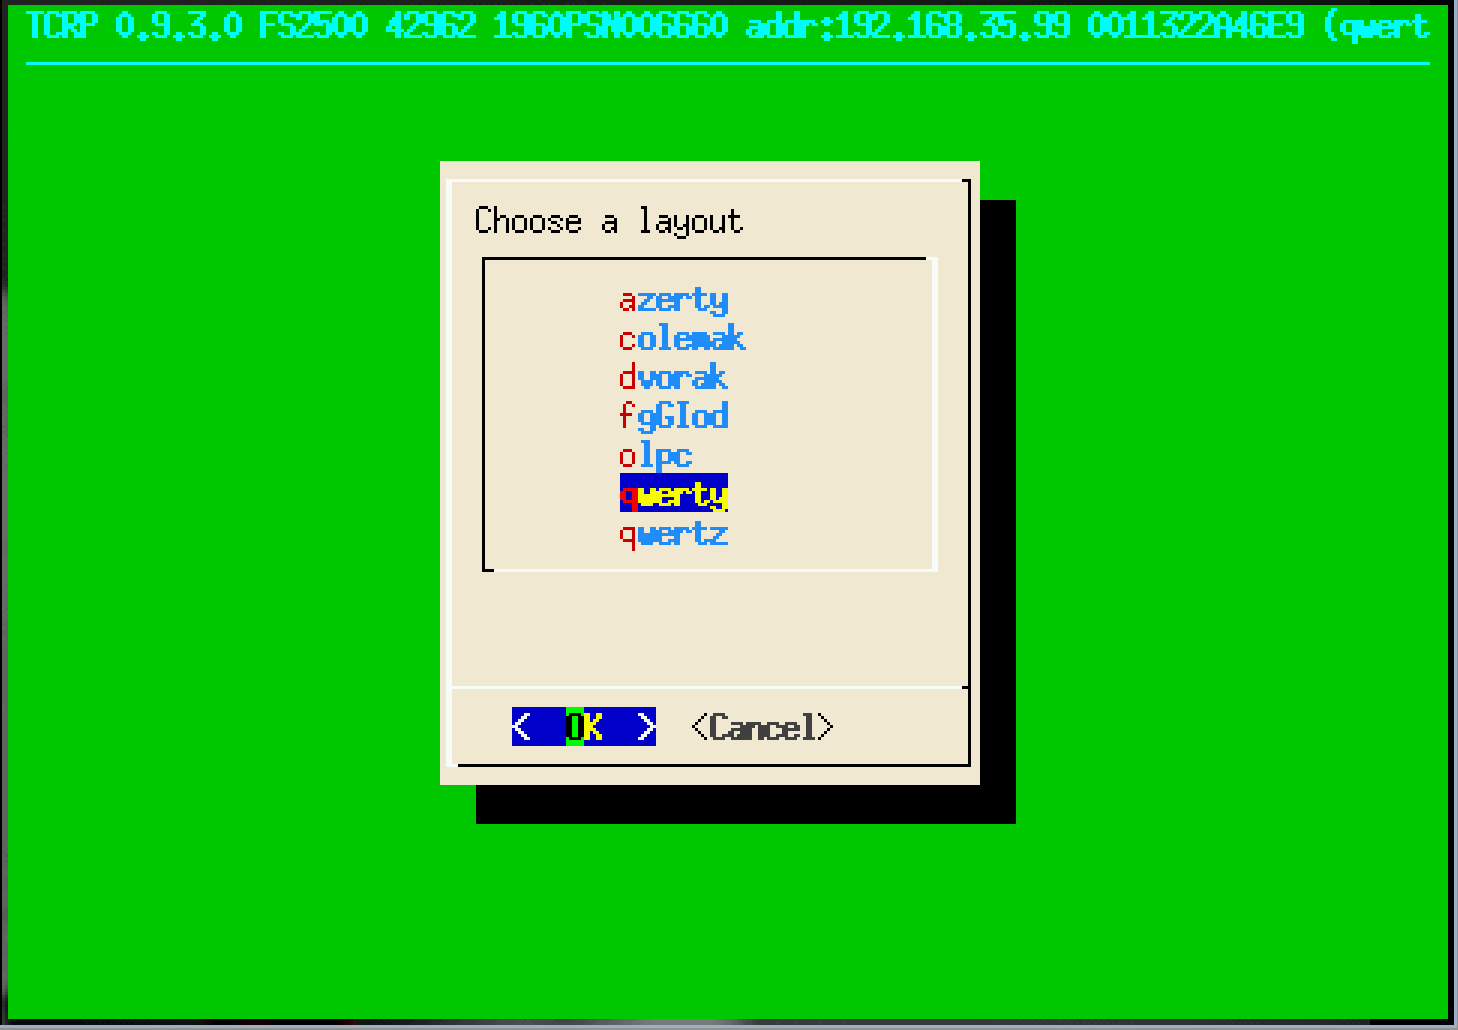 TCRP 0.9.3.0 FS2500 42962 1960PSN006660 addr:192.168.35.99 0011322A46E9 (qwert
Choose a layout
azerty
colemak
dvorak
fgGIod
olpc
qwerty
qwertz
<  OK  > <Cancel>